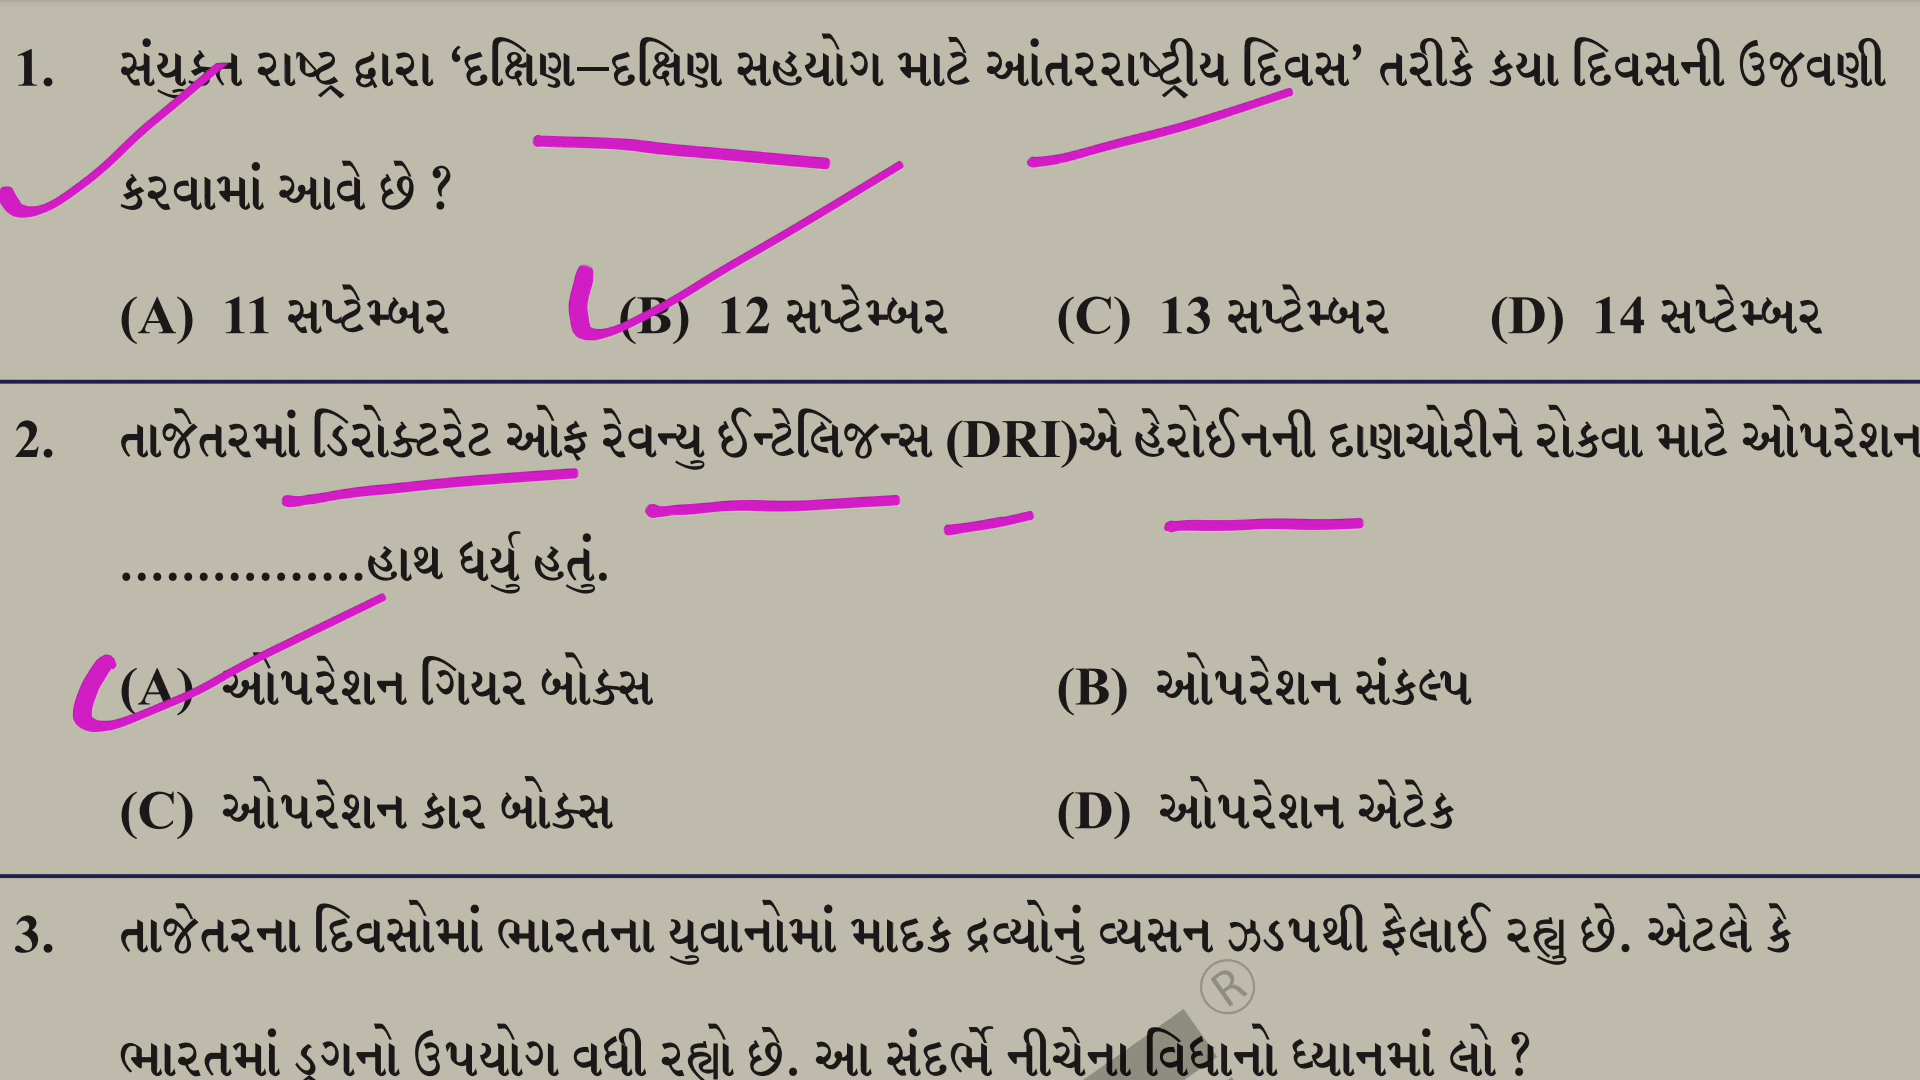 1. સંયુક્ત રાષ્ટ્ર દ્વારા ‘દક્ષિણ–દક્ષિણ સહયોગ માટે આંતરરાષ્ટ્રીય દિવસ’ તરીકે કયા દિવસની ઉજવણી
કરવામાં આવે છે ?
(A) 11 સપ્ટેમ્બર (B) 12 સપ્ટેમ્બર (C) 13 સપ્ટેમ્બર (D) 14 સપ્ટેમ્બર
2. તાજેતરમાં ડિરોક્ટરેટ ઓફ રેવન્યુ ઈન્ટેલિજન્સ (DRI)એ હેરોઈનની દાણચોરીને રોકવા માટે ઓપરેશન
................હાથ ધર્યુ હતું.
(A) ઓપરેશન ગિયર બોક્સ (B) ઓપરેશન સંકલ્પ
(C) ઓપરેશન કાર બોક્સ (D) ઓપરેશન એટેક
3. તાજેતરના દિવસોમાં ભારતના યુવાનોમાં માદક દ્રવ્યોનું વ્યસન ઝડપથી ફેલાઈ રહ્યુ છે. એટલે કે
ભારતમાં ડ્રગનો ઉપયોગ વધી રહ્યો છે. આ સંદર્ભે નીચેના વિધાનો ધ્યાનમાં લો ?
®